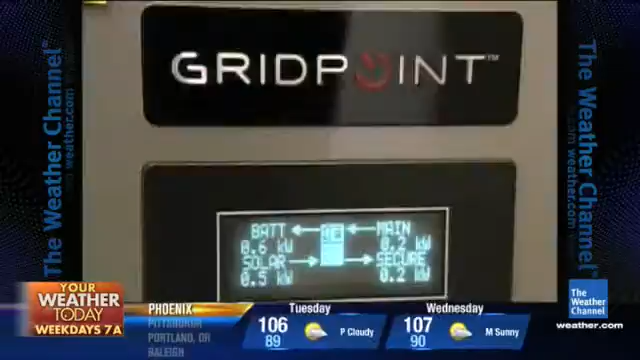 GRIDPOINT™
The Weather Channel
weather.com
The Weather Channel
weather.com
BATT MAIN
0.6 kW 0.2 kW
SOLAR SECURE
0.5 kW 0.2 kW
YOUR
WEATHER
TODAY
WEEKDAYS 7A
PHOENIX
PITTSBURGH
PORTLAND, OR
RALEIGH
Tuesday
106
89
P Cloudy
Wednesday
107
90
M Sunny
The
Weather
Channel
weather.com